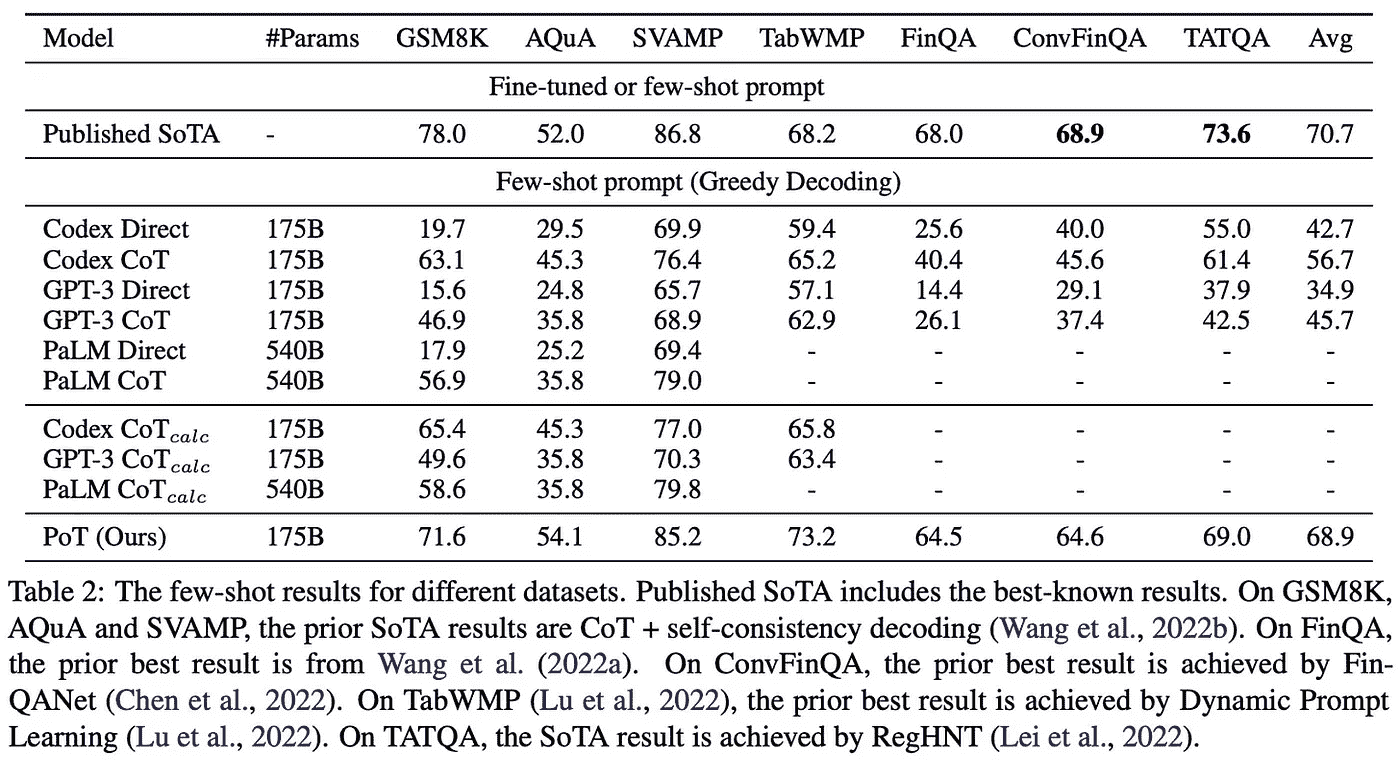 Model #Params GSM8K AQuA SVAMP TabWMP FinQA ConvFinQA TATQA Avg
Fine-tuned or few-shot prompt
Published SoTA - 78.0 52.0 86.8 68.2 68.0 68.9 73.6 70.7
Few-shot prompt (Greedy Decoding)
Codex Direct 175B 19.7 29.5 69.9 59.4 25.6 40.0 55.0 42.7
Codex CoT 175B 63.1 45.3 76.4 65.2 40.4 45.6 61.4 56.7
GPT-3 Direct 175B 15.6 24.8 65.7 57.1 14.4 29.1 37.9 34.9
GPT-3 CoT 175B 46.9 35.8 68.9 62.9 26.1 37.4 42.5 45.7
PaLM Direct 540B 17.9 25.2 69.4 - - - - -
PaLM CoT 540B 56.9 35.8 79.0 - - - - -
Codex CoTcalc 175B 65.4 45.3 77.0 65.8 - - - -
GPT-3 CoTcalc 175B 49.6 35.8 70.3 63.4 - - - -
PaLM CoTcalc 540B 58.6 35.8 79.8 - - - - -
PoT (Ours) 175B 71.6 54.1 85.2 73.2 64.5 64.6 69.0 68.9
Table 2: The few-shot results for different datasets. Published SoTA includes the best-known results. On GSM8K,
AQuA and SVAMP, the prior SoTA results are CoT + self-consistency decoding (Wang et al., 2022b). On FinQA,
the prior best result is from Wang et al. (2022a). On ConvFinQA, the prior best result is achieved by Fin-
QANet (Chen et al., 2022). On TabWMP (Lu et al., 2022), the prior best result is achieved by Dynamic Prompt
Learning (Lu et al., 2022). On TATQA, the SoTA result is achieved by RegHNT (Lei et al., 2022).